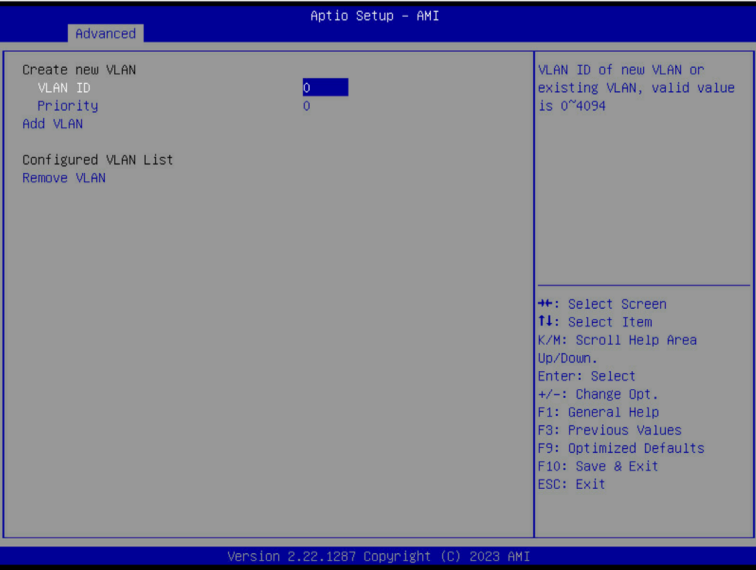 Aptio Setup – AMI
Advanced
Create new VLAN
VLAN ID 0
Priority 0
Add VLAN
Configured VLAN List
Remove VLAN
VLAN ID of new VLAN or
existing VLAN, valid value
is 0~4094
→←: Select Screen
↑↓: Select Item
K/M: Scroll Help Area
Up/Down.
Enter: Select
+/-: Change Opt.
F1: General Help
F3: Previous Values
F9: Optimized Defaults
F10: Save & Exit
ESC: Exit
Version 2.22.1287 Copyright (C) 2023 AMI